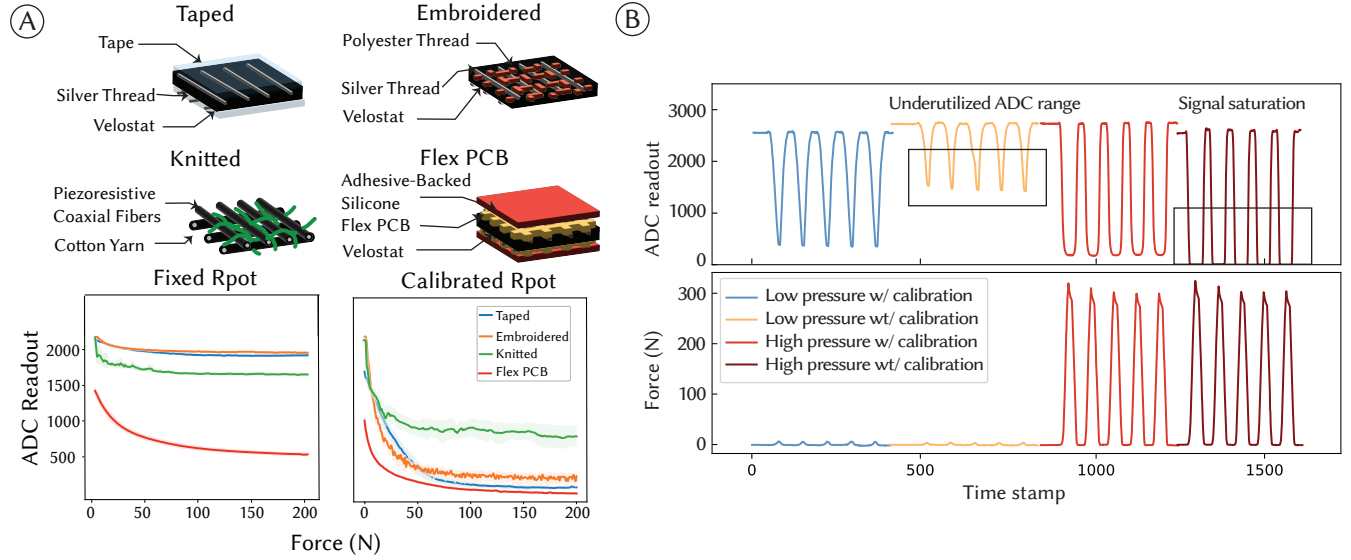 A
Taped
Tape
Silver Thread
Velostat
Embroidered
Polyester Thread
Silver Thread
Velostat
Knitted
Piezoresistive
Coaxial Fibers
Cotton Yarn
Flex PCB
Adhesive-Backed
Silicone
Flex PCB
Velostat
Fixed Rpot
2000
1500
1000
500
0
50
100
150
200
ADC Readout
Calibrated Rpot
Taped
Embroidered
Knitted
Flex PCB
0
50
100
150
200
Force (N)
B
Underutilized ADC range
Signal saturation
3000
2000
1000
0
ADC readout
Low pressure w/ calibration
Low pressure wt/ calibration
High pressure w/ calibration
High pressure wt/ calibration
300
200
100
0
Force (N)
0
500
1000
1500
Time stamp